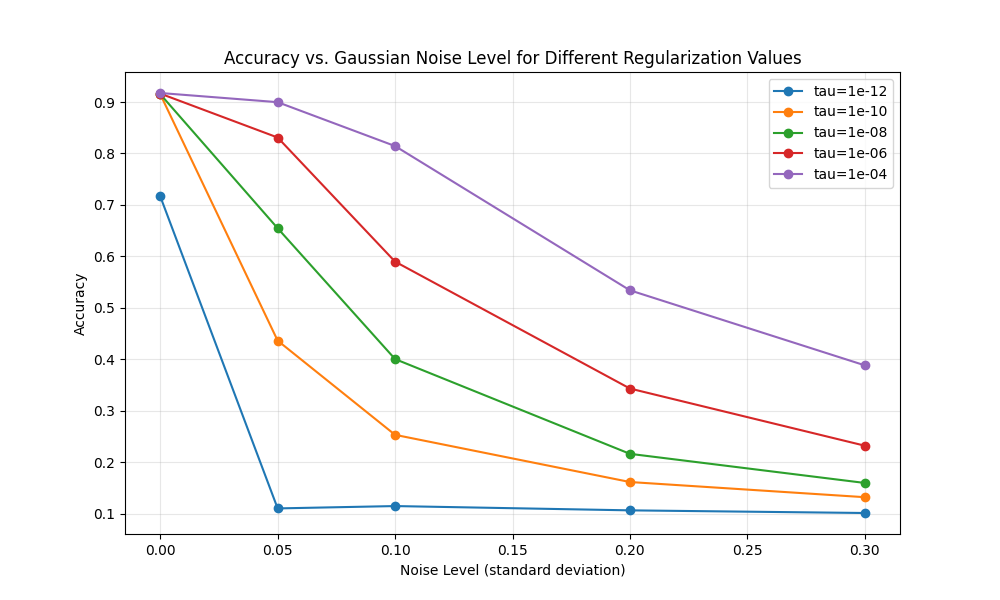 Accuracy vs. Gaussian Noise Level for Different Regularization Values
Accuracy
0.9
0.8
0.7
0.6
0.5
0.4
0.3
0.2
0.1
tau=1e-12
tau=1e-10
tau=1e-08
tau=1e-06
tau=1e-04
0.00 0.05 0.10 0.15 0.20 0.25 0.30
Noise Level (standard deviation)